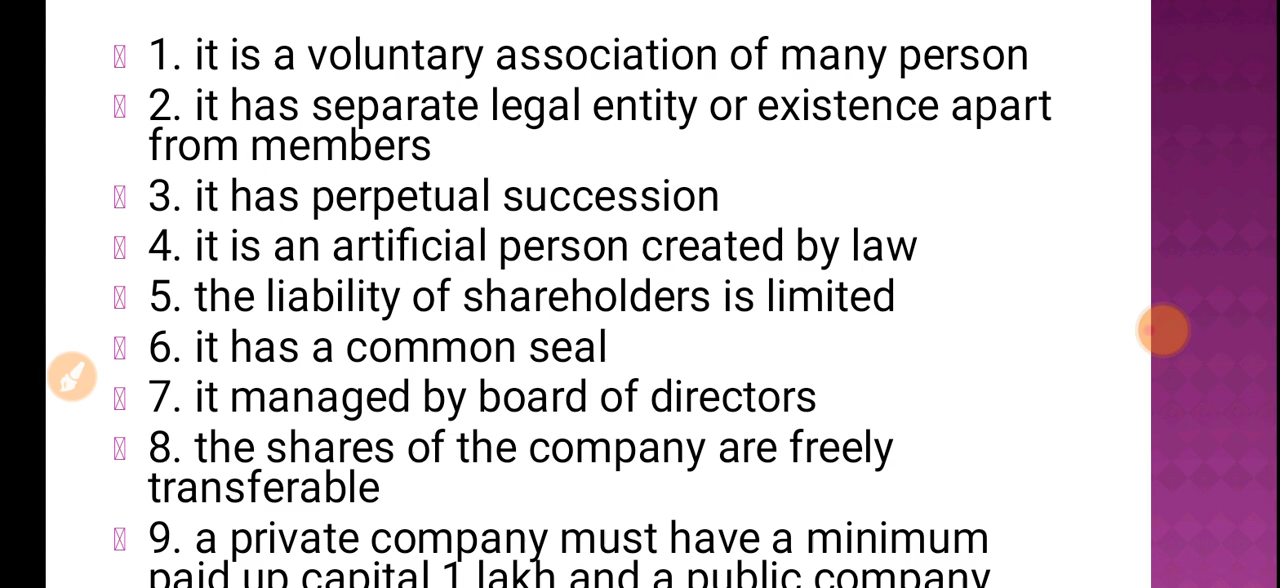 1. it is a voluntary association of many person
2. it has separate legal entity or existence apart
from members
3. it has perpetual succession
4. it is an artificial person created by law
5. the liability of shareholders is limited
6. it has a common seal
7. it managed by board of directors
8. the shares of the company are freely
transferable
9. a private company must have a minimum
paid up capital 1 lakh and a public company